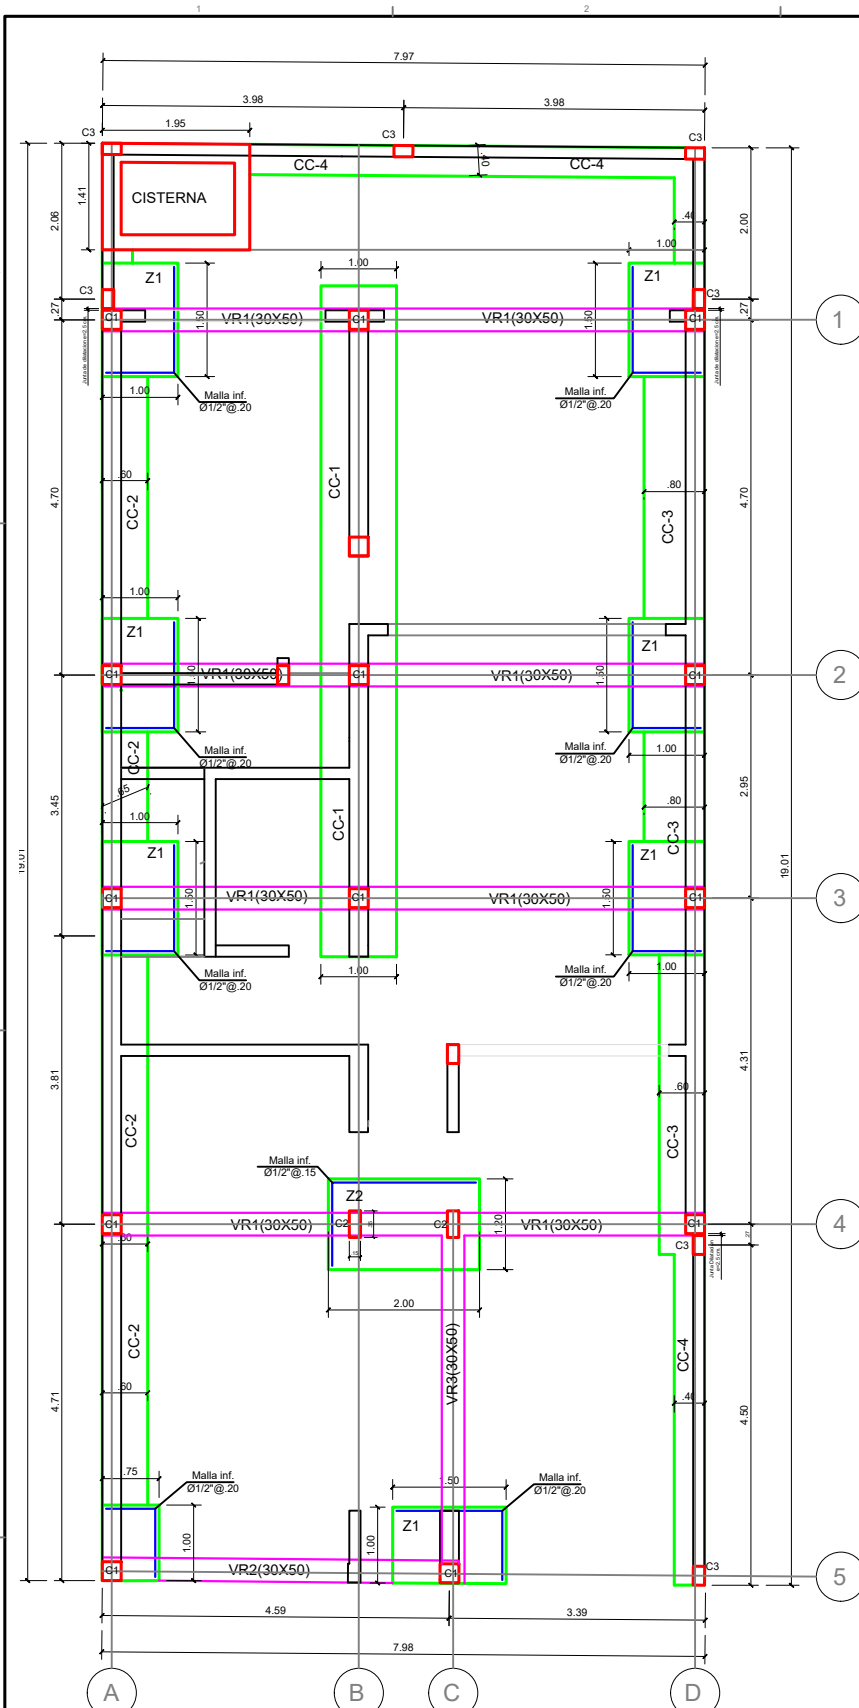 1
2
7.97
3.98
3.98
1.95
C3
C3
C3
CC-4
CC-4
.40
CISTERNA
1.41
2.06
2.00
.40
1.00
1.00
Z1
Z1
C3
C3
.27
.27
1.50
1.50
C1
VR1(30X50)
C1
VR1(30X50)
C1
1
1.00
Malla inf.
Ø1/2"@.20
Malla inf.
Ø1/2"@.20
4.70
.60
CC-2
CC-1
.80
CC-3
4.70
1.00
Z1
Z1
1.50
1.50
C1
VR1(30X50)
C1
VR1(30X50)
C1
2
Malla inf.
Ø1/2"@.20
Malla inf.
Ø1/2"@.20
CC-2
1.00
.65
.80
3.45
2.95
1.00
CC-1
CC-3
Z1
Z1
19.01
19.01
1.50
1.50
C1
VR1(30X50)
C1
VR1(30X50)
C1
3
Malla inf.
Ø1/2"@.20
1.00
Malla inf.
Ø1/2"@.20
1.00
3.81
4.31
.60
CC-2
CC-3
Malla inf.
Ø1/2"@.15
Z2
1.20
C1
VR1(30X50)
C2
C2
VR1(30X50)
C1
4
.60
C3
2.00
CC-2
VR3(30X50)
CC-4
.60
.40
4.71
4.50
.75
Malla inf.
Ø1/2"@.20
1.50
Malla inf.
Ø1/2"@.20
1.00
1.00
Z1
C1
VR2(30X50)
C1
C3
5
4.59
3.39
7.98
A
B
C
D